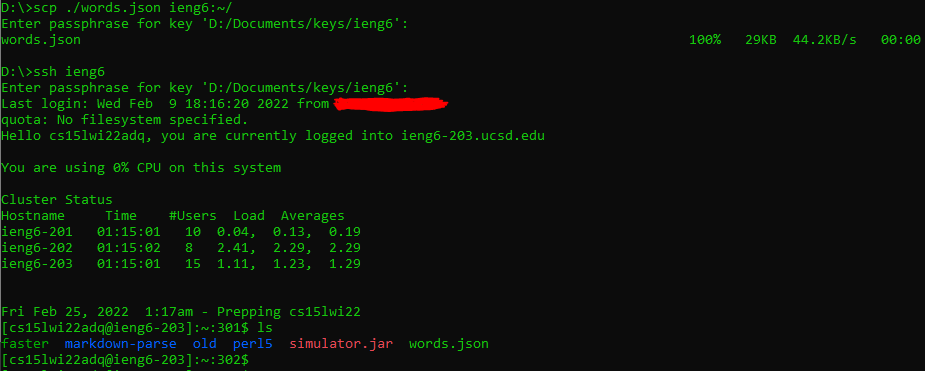 D:\>scp ./words.json ieng6:~/
Enter passphrase for key 'D:/Documents/keys/ieng6':
words.json 100% 29KB 44.2KB/s 00:00
D:\>ssh ieng6
Enter passphrase for key 'D:/Documents/keys/ieng6':
Last login: Wed Feb  9 18:16:20 2022 from
quota: No filesystem specified.
Hello cs15lwi22adq, you are currently logged into ieng6-203.ucsd.edu
You are using 0% CPU on this system
Cluster Status
Hostname     Time    #Users  Load  Averages
ieng6-201   01:15:01   10  0.04,  0.13,  0.19
ieng6-202   01:15:02   8   2.41,  2.29,  2.29
ieng6-203   01:15:01   15  1.11,  1.23,  1.29
Fri Feb 25, 2022  1:17am - Prepping cs15lwi22
[cs15lwi22adq@ieng6-203]:~:301$ ls
faster  markdown-parse  old  perl5  simulator.jar  words.json
[cs15lwi22adq@ieng6-203]:~:302$